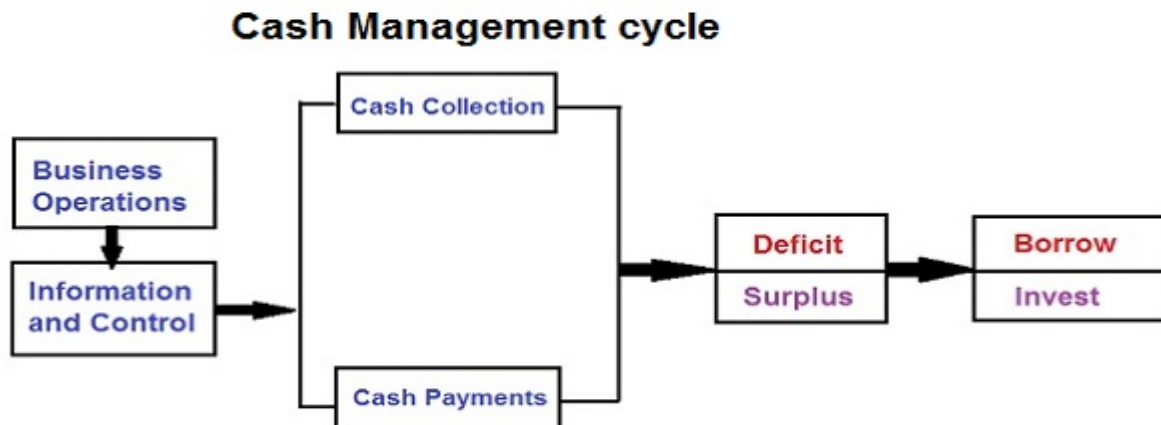 Cash Management cycle
Cash Collection
Business
Operations
Information
and Control
Deficit
Surplus
Borrow
Invest
Cash Payments